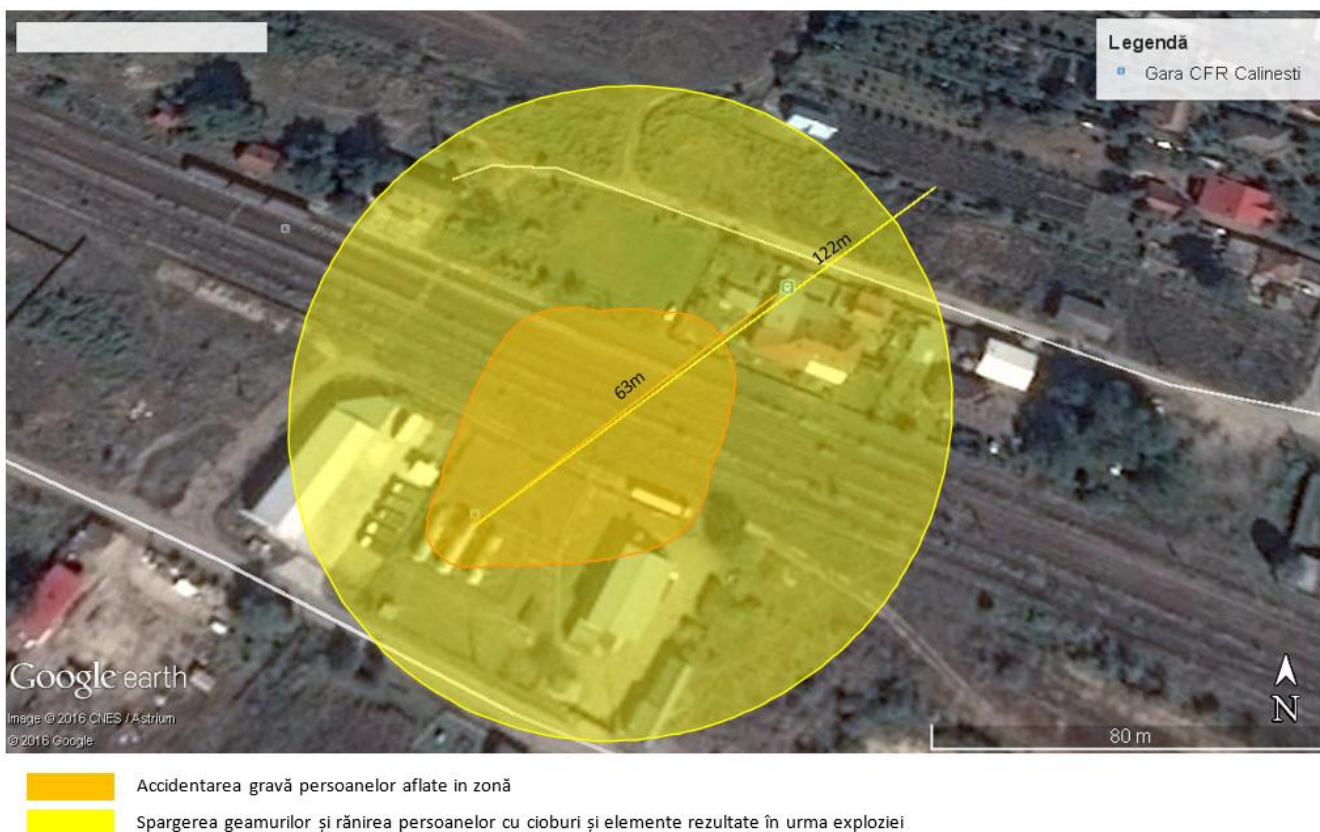 Legendă
Gara CFR Calinesti
122m
63m
Google earth
Image © 2016 CNES / Astrium
© 2016 Google
N
80 m
Accidentarea gravă persoanelor aflate in zonă
Spargerea geamurilor și rănirea persoanelor cu cioburi și elemente rezultate în urma exploziei